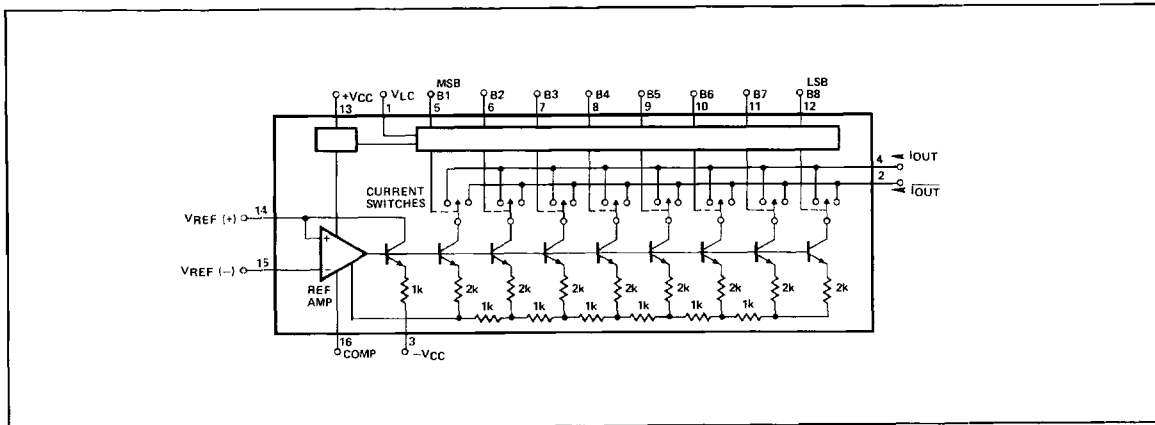 MSB
LSB
+VCC
VLC
B1
B2
B3
B4
B5
B6
B7
B8
13
1
5
6
7
8
9
10
11
12
4
IOUT
2
IOUT
CURRENT
SWITCHES
VREF (+)
14
+
VREF (−)
15
−
REF
AMP
1k
2k
2k
2k
2k
2k
2k
2k
2k
1k
1k
1k
1k
1k
1k
16
COMP
3
−VCC